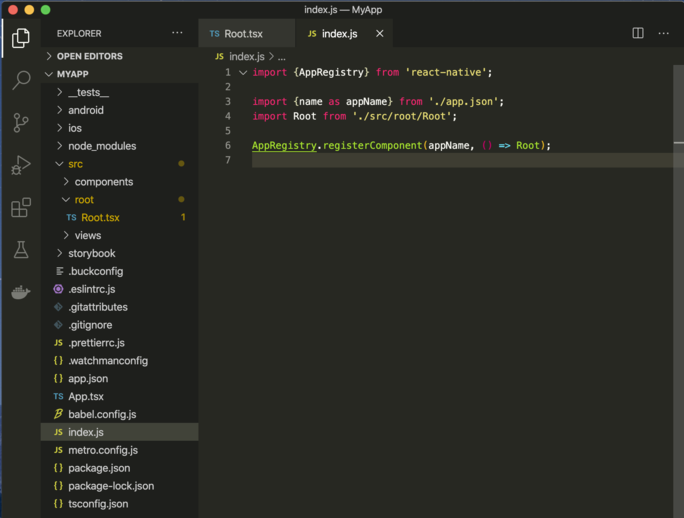 index.js — MyApp
EXPLORER
···
OPEN EDITORS
MYAPP
__tests__
android
ios
node_modules
src
components
root
TS Root.tsx 1
views
storybook
.buckconfig
.eslintrc.js
.gitattributes
.gitignore
JS .prettierrc.js
{ } .watchmanconfig
{ } app.json
TS App.tsx
babel.config.js
JS index.js
JS metro.config.js
{ } package.json
{ } package-lock.json
{ } tsconfig.json
TS Root.tsx
JS index.js
···
JS index.js > ...
1 import {AppRegistry} from 'react-native';
2
3 import {name as appName} from './app.json';
4 import Root from './src/root/Root';
5
6 AppRegistry.registerComponent(appName, () => Root);
7